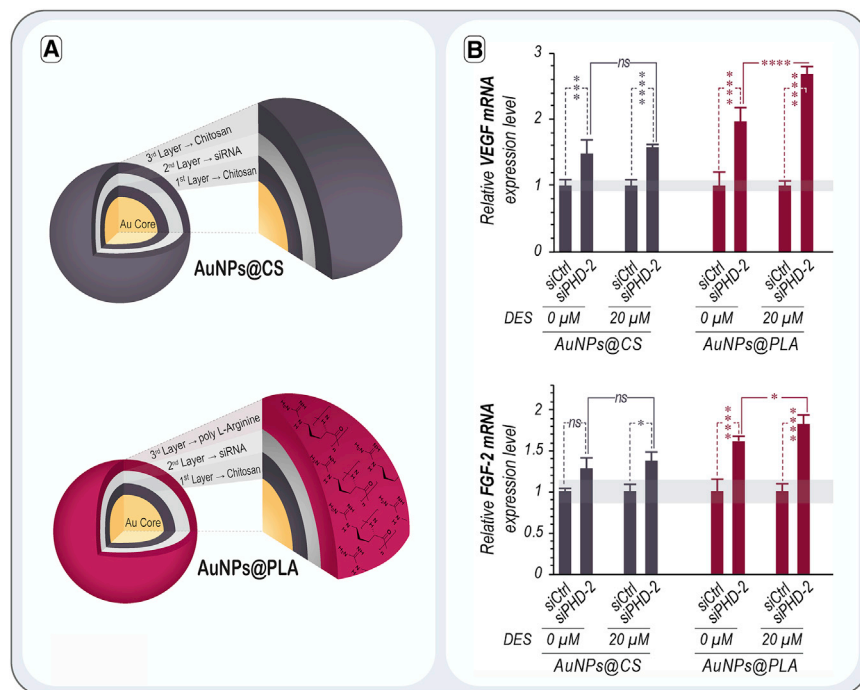 A
3rd Layer → Chitosan
2nd Layer → siRNA
1st Layer → Chitosan
Au Core
AuNPs@CS
3rd Layer → poly L-Arginine
2nd Layer → siRNA
1st Layer → Chitosan
Au Core
AuNPs@PLA
B
Relative VEGF mRNA
expression level
3
2
1
0
***
ns
****
****
****
****
siCtrl
siPHD-2
siCtrl
siPHD-2
siCtrl
siPHD-2
siCtrl
siPHD-2
DES 0 µM 20 µM 0 µM 20 µM
AuNPs@CS AuNPs@PLA
Relative FGF-2 mRNA
expression level
2
1.5
1
0.5
0
ns
ns
*
****
*
****
siCtrl
siPHD-2
siCtrl
siPHD-2
siCtrl
siPHD-2
siCtrl
siPHD-2
DES 0 µM 20 µM 0 µM 20 µM
AuNPs@CS AuNPs@PLA